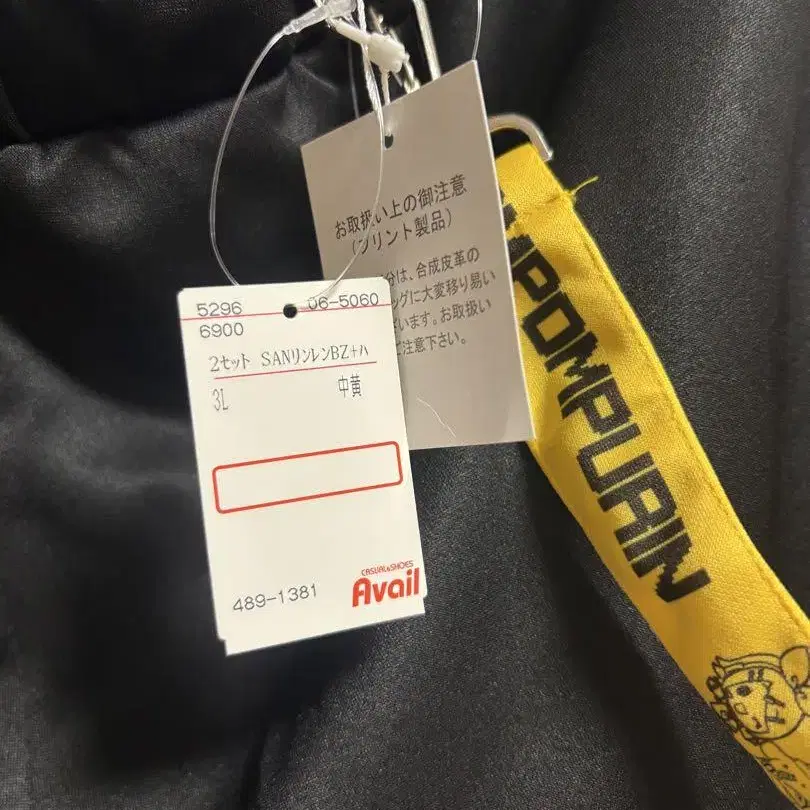 お取扱い上の御注意
(プリント製品)
分は、合成皮革の
ッグに大変移り易い
ざいます。お取扱い
ご注意下さい。
5296 06-5060
6900
2セット SANリンレンBZ+ハ
3L 中黄
489-1381
CASUAL&SHOES
Avail
MPOMPURIN